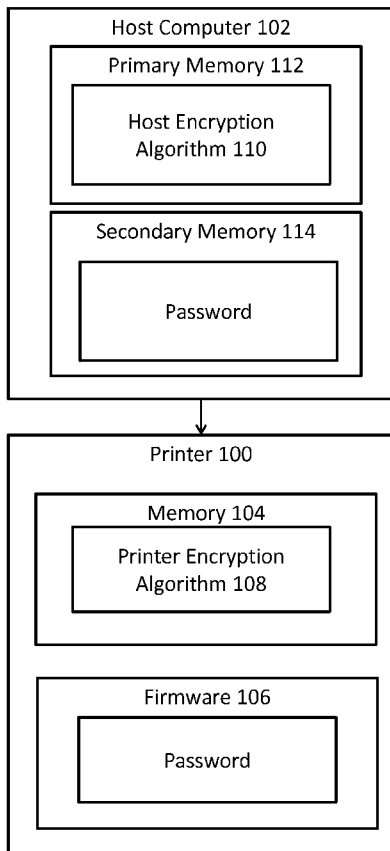 Host Computer 102
Primary Memory 112
Host Encryption
Algorithm 110
Secondary Memory 114
Password
Printer 100
Memory 104
Printer Encryption
Algorithm 108
Firmware 106
Password